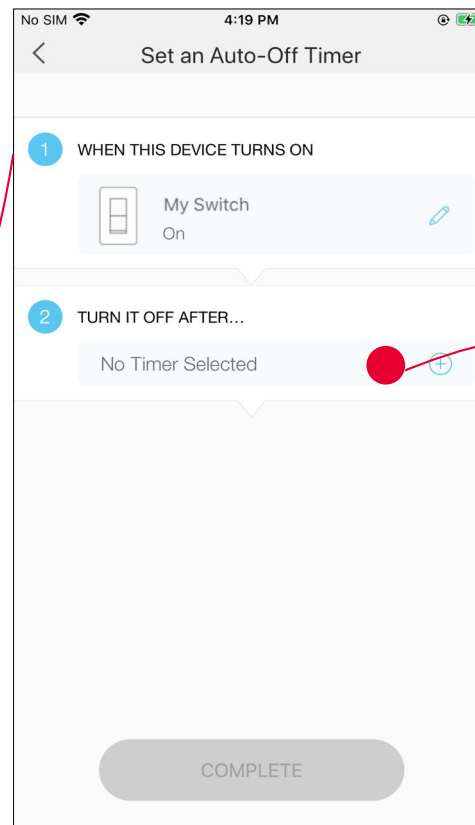 No SIM 4:19 PM
Set an Auto-Off Timer
1 WHEN THIS DEVICE TURNS ON
My Switch
On
2 TURN IT OFF AFTER...
No Timer Selected
COMPLETE